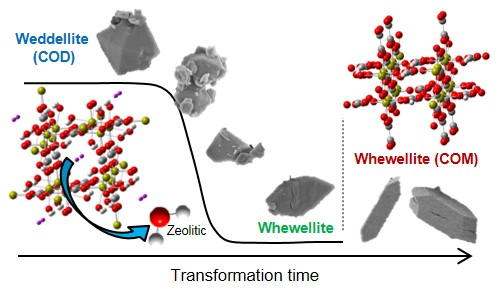 Weddellite
(COD)
Whewellite (COM)
Zeolitic
Whewellite
Transformation time